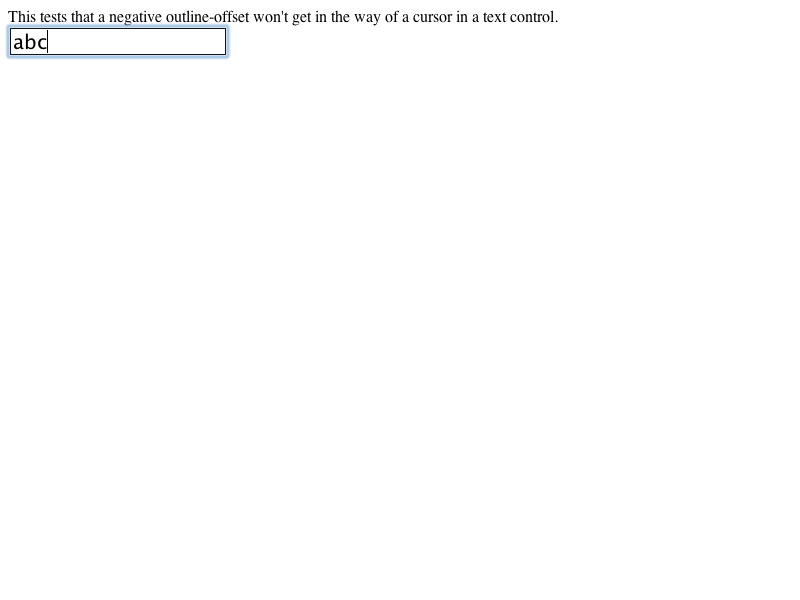 This tests that a negative outline-offset won't get in the way of a cursor in a text control.
abc